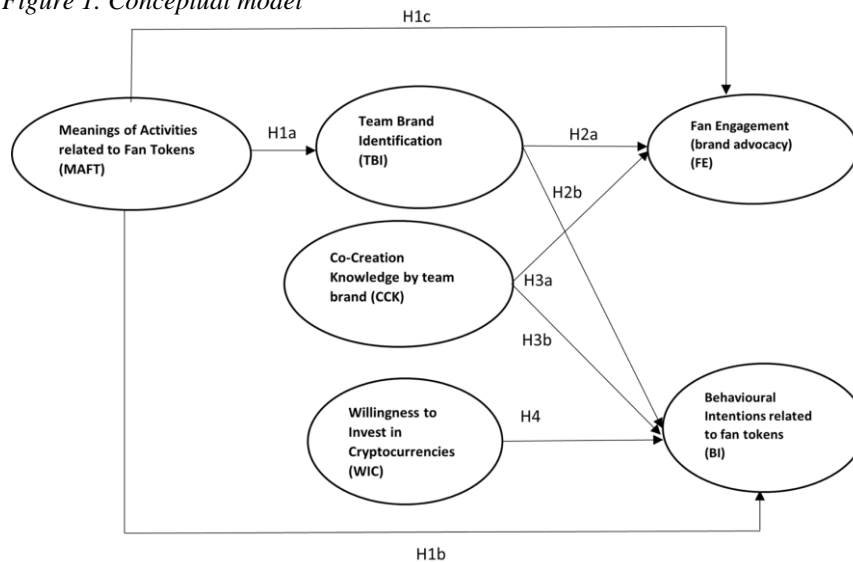 Figure 1. Conceptual model
H1c
Meanings of Activities
related to Fan Tokens
(MAFT)
H1a
Team Brand
Identification
(TBI)
H2a
Fan Engagement
(brand advocacy)
(FE)
H2b
Co-Creation
Knowledge by team
brand (CCK)
H3a
H3b
Willingness to
Invest in
Cryptocurrencies
(WIC)
H4
Behavioural
Intentions related
to fan tokens
(BI)
H1b